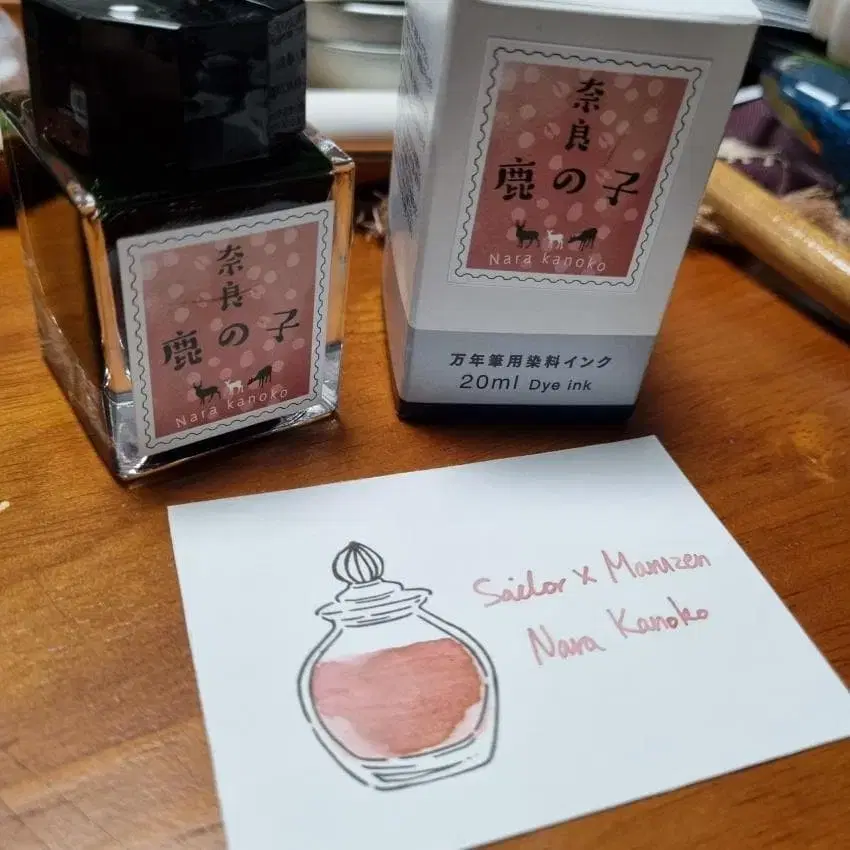 奈良
鹿の子
Nara kanoko
奈良
鹿の子
Nara kanoko
万年筆用染料インク
20ml Dye ink
Sailor x Maruzen
Nara Kanoko